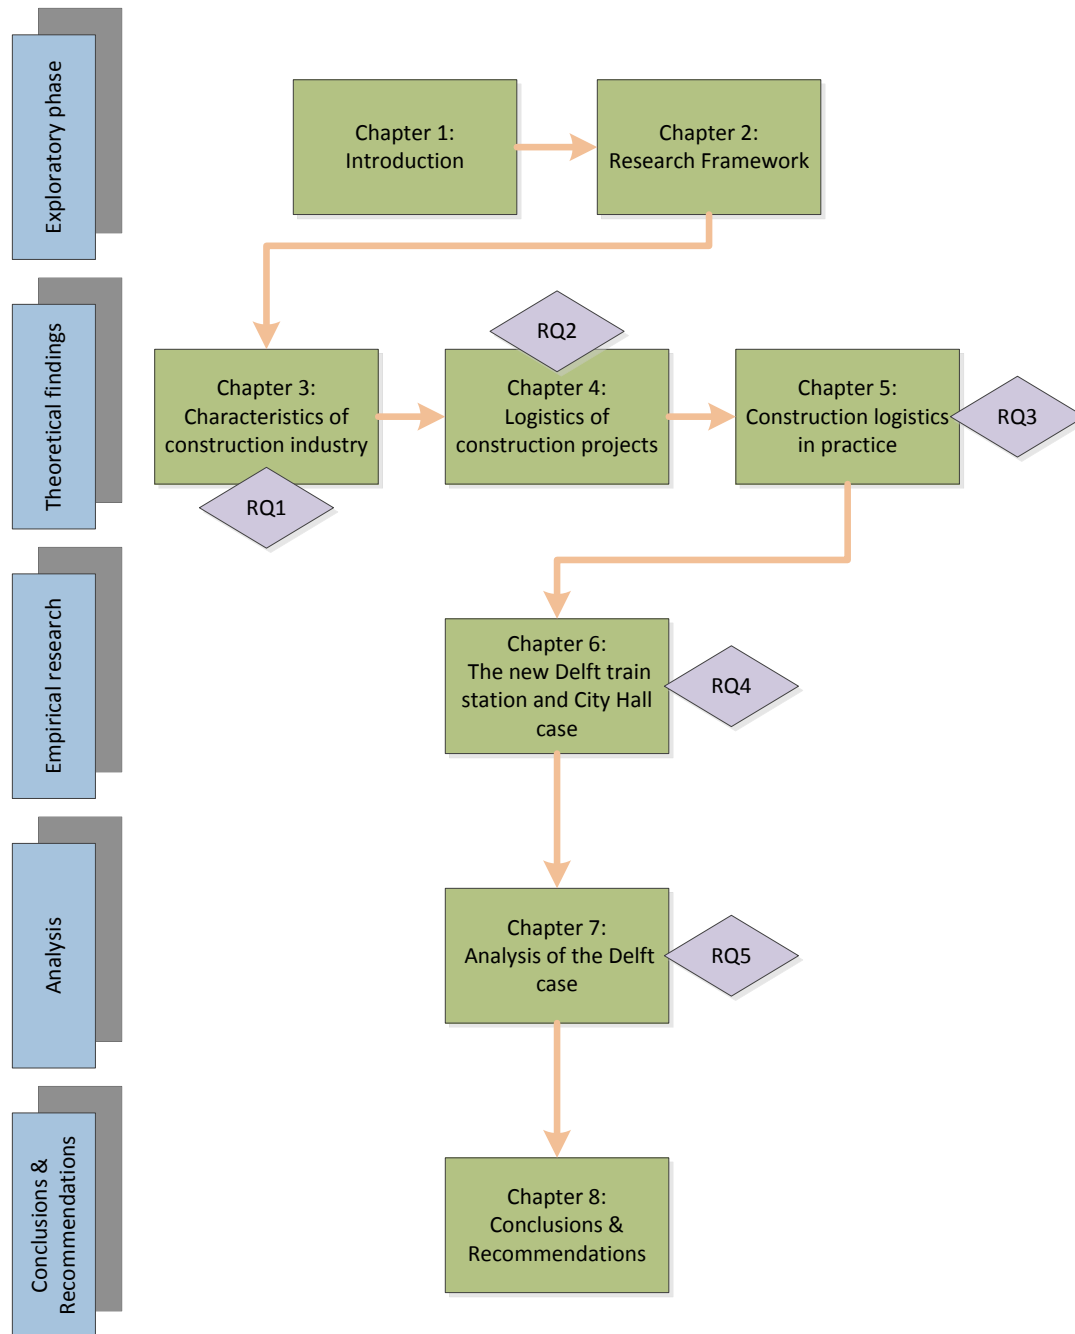 Exploratory phase
Chapter 1:
Introduction
Chapter 2:
Research Framework
Theoretical findings
RQ2
Chapter 3:
Characteristics of
construction industry
Chapter 4:
Logistics of
construction projects
Chapter 5:
Construction logistics
in practice
RQ3
RQ1
Empirical research
Chapter 6:
The new Delft train
station and City Hall
case
RQ4
Analysis
Chapter 7:
Analysis of the Delft
case
RQ5
Conclusions &
Recommendations
Chapter 8:
Conclusions &
Recommendations